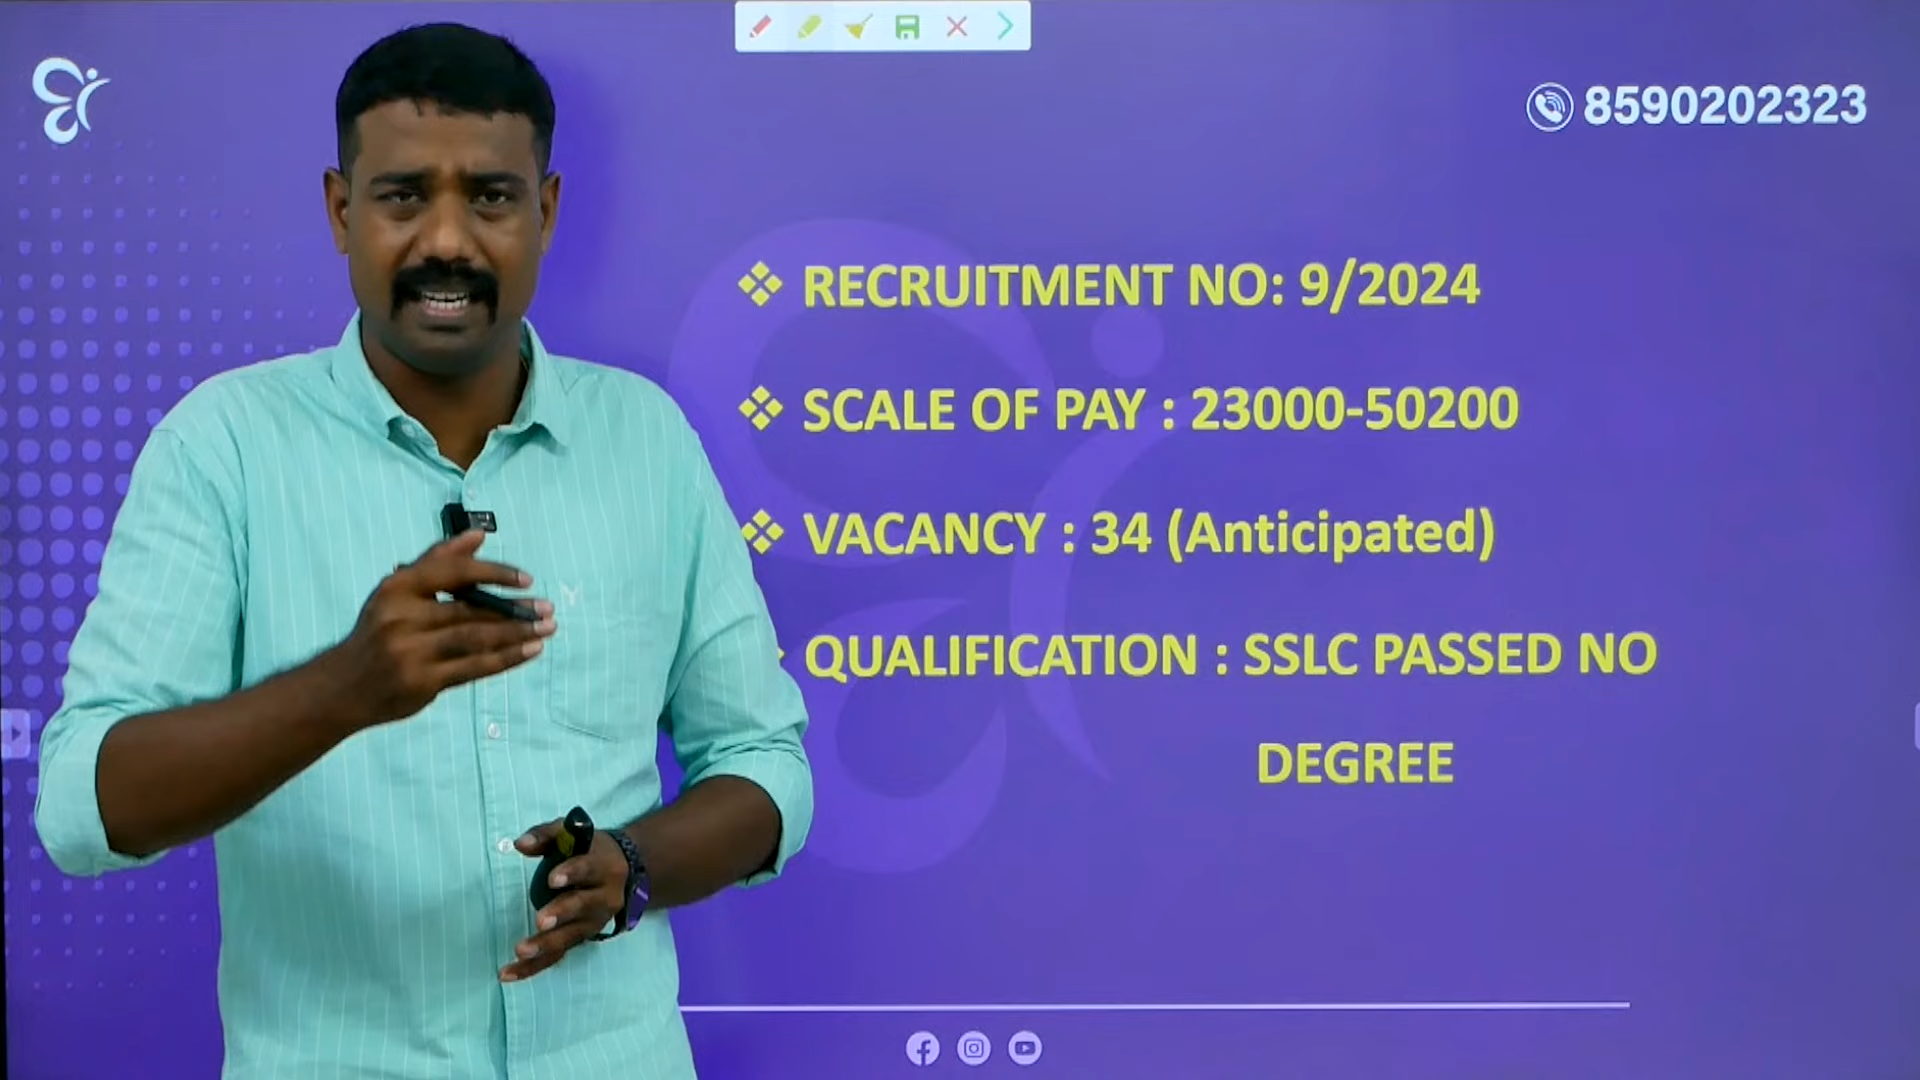 8590202323
❖ RECRUITMENT NO: 9/2024
❖ SCALE OF PAY : 23000-50200
❖ VACANCY : 34 (Anticipated)
QUALIFICATION : SSLC PASSED NO
DEGREE